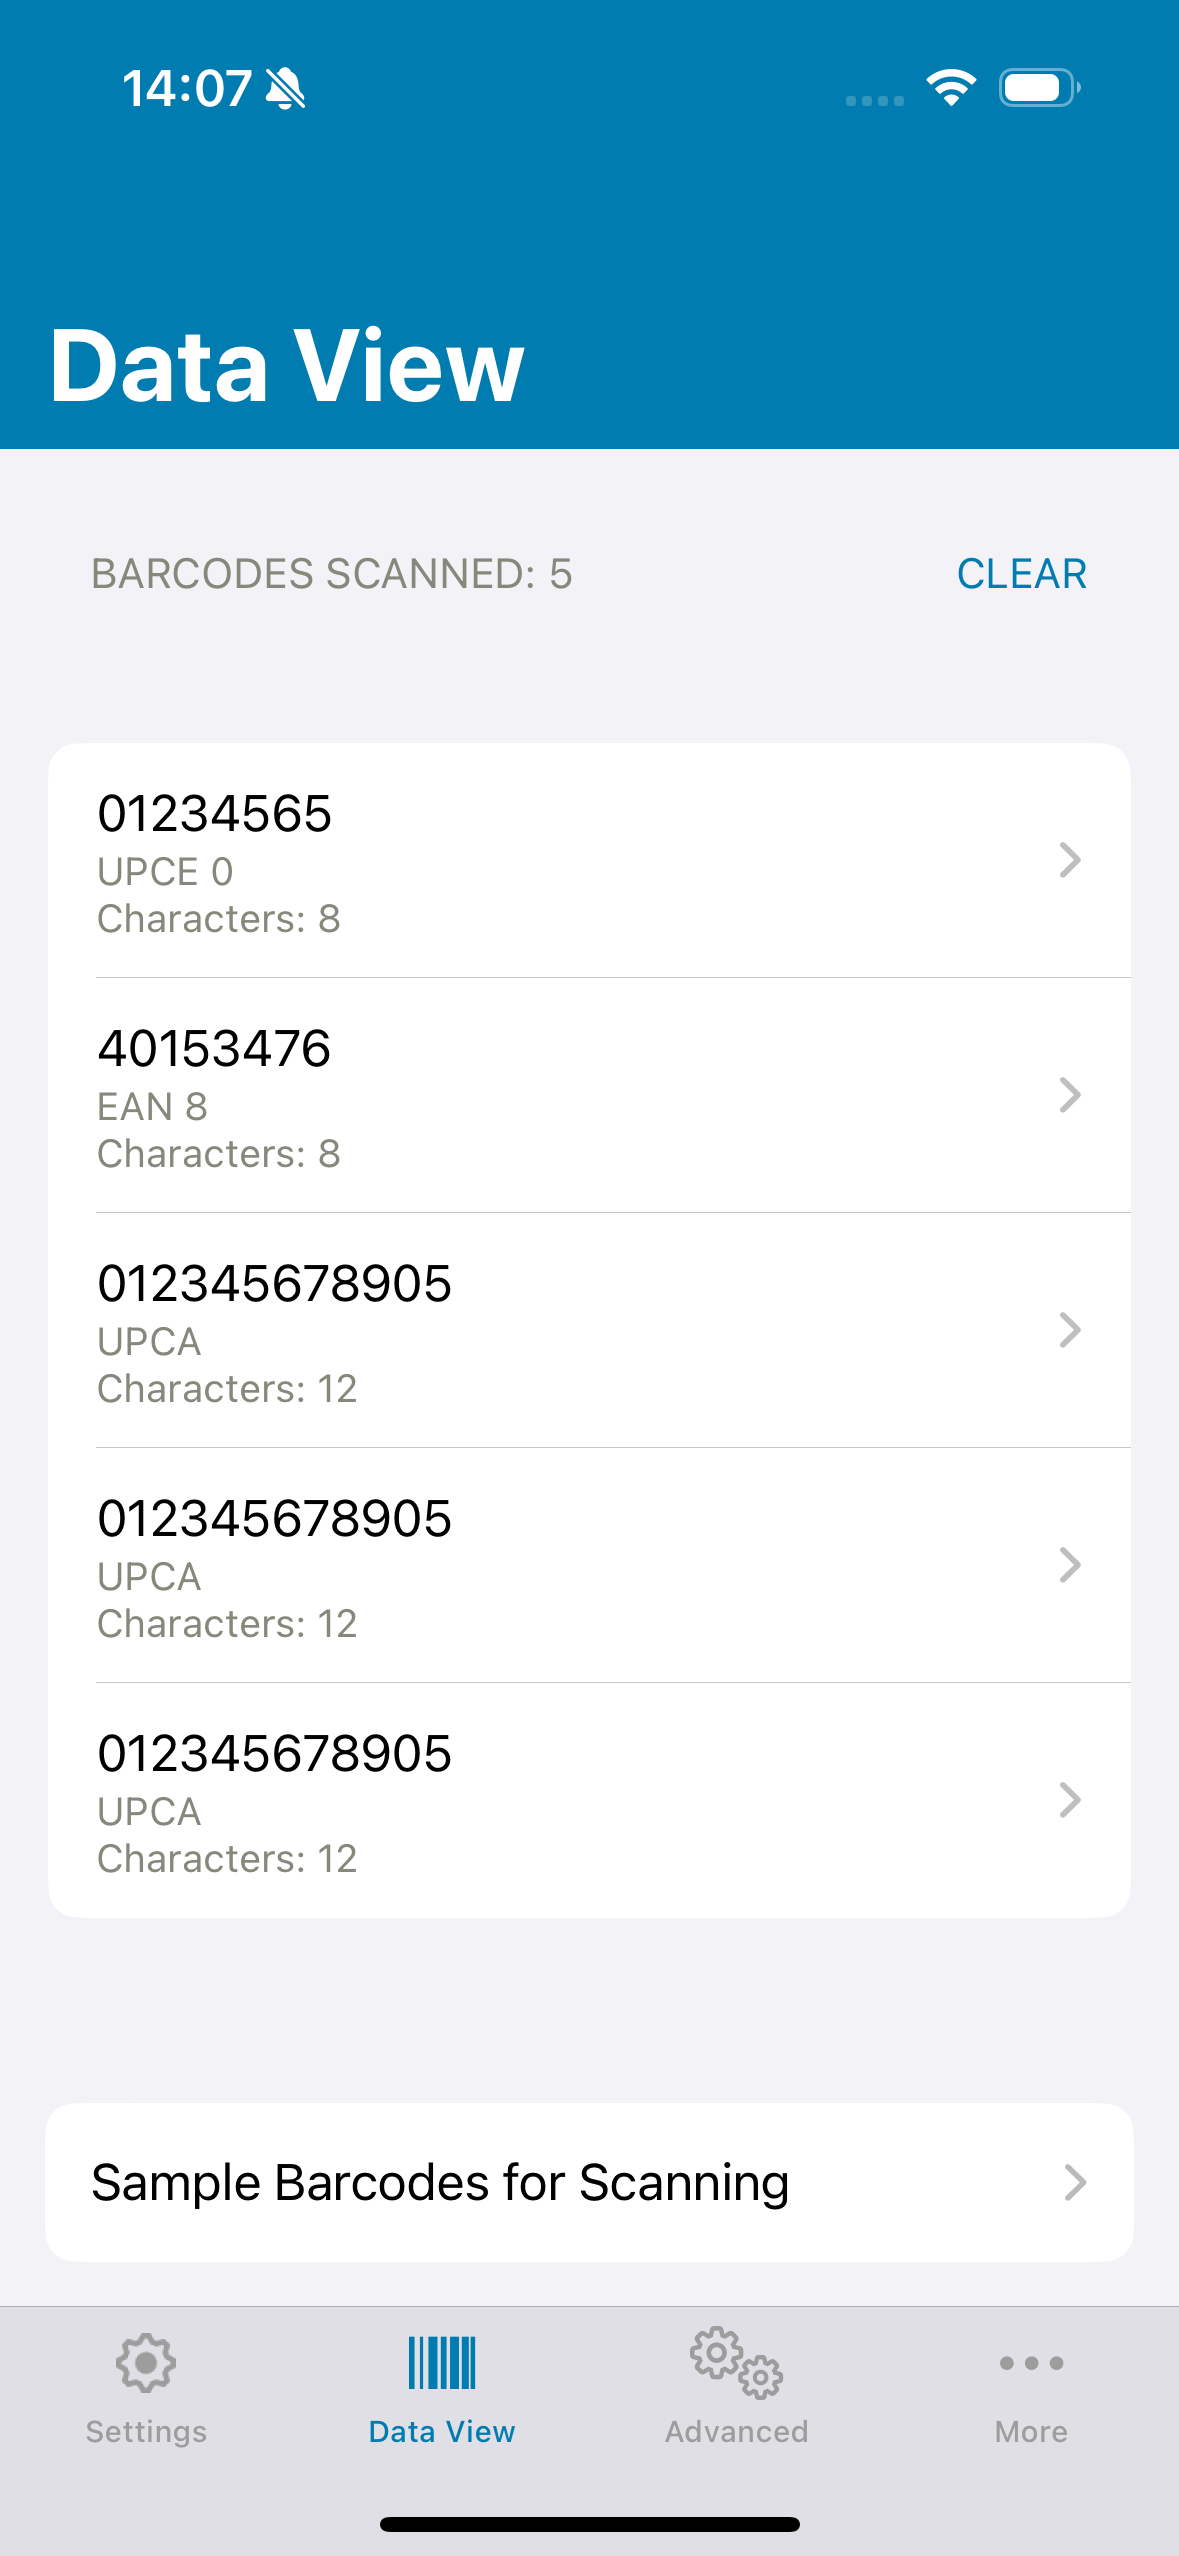 14:07
Data View
BARCODES SCANNED: 5
CLEAR
01234565
UPCE 0
Characters: 8
40153476
EAN 8
Characters: 8
012345678905
UPCA
Characters: 12
012345678905
UPCA
Characters: 12
012345678905
UPCA
Characters: 12
Sample Barcodes for Scanning
Settings
Data View
Advanced
More